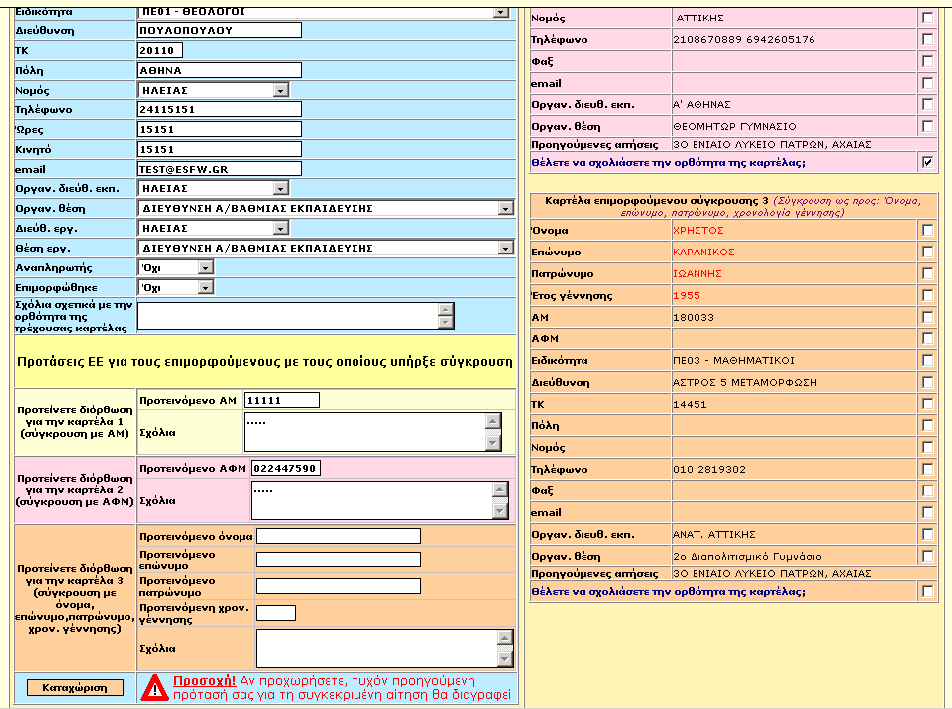 Ειδικότητα ΠΕ01 - ΘΕΟΛΟΓΟΙ
Διεύθυνση ΠΟΥΛΟΠΟΥΛΟΥ
ΤΚ 20110
Πόλη ΑΘΗΝΑ
Νομός ΗΛΕΙΑΣ
Τηλέφωνο 24115151
Ώρες 15151
Κινητό 15151
email TEST@ESFW.GR
Οργαν. διεύθ. εκπ. ΗΛΕΙΑΣ
Οργαν. θέση ΔΙΕΥΘΥΝΣΗ Α/ΒΑΘΜΙΑΣ ΕΚΠΑΙΔΕΥΣΗΣ
Διεύθ. εργ. ΗΛΕΙΑΣ
Θέση εργ. ΔΙΕΥΘΥΝΣΗ Α/ΒΑΘΜΙΑΣ ΕΚΠΑΙΔΕΥΣΗΣ
Αναπληρωτής Όχι
Επιμορφώθηκε Όχι
Σχόλια σχετικά με την
ορθότητα της
τρέχουσας καρτέλας
Προτάσεις ΕΕ για τους επιμορφούμενους με τους οποίους υπήρξε σύγκρουση
Προτείνετε διόρθωση
για την καρτέλα 1
(σύγκρουση με ΑΜ)
Προτεινόμενο ΑΜ 11111
Σχόλια .....
Προτείνετε διόρθωση
για την καρτέλα 2
(σύγκρουση με ΑΦΝ)
Προτεινόμενο ΑΦΜ 022447590
Σχόλια .....
Προτείνετε διόρθωση
για την καρτέλα 3
(σύγκρουση με
όνομα,
επώνυμο,πατρώνυμο,
χρον. γέννησης)
Προτεινόμενο όνομα
Προτεινόμενο
επώνυμο
Προτεινόμενο
πατρώνυμο
Προτεινόμενη χρον.
γέννησης
Σχόλια
Καταχώριση
Προσοχή! Αν προχωρήσετε, τυχόν προηγούμενη
πρότασή σας για τη συγκεκριμένη αίτηση θα διαγραφεί
Νομός ΑΤΤΙΚΗΣ
Τηλέφωνο 2108670889 6942605176
Φαξ
email
Οργαν. διευθ. εκπ. Α' ΑΘΗΝΑΣ
Οργαν. θέση ΘΕΟΜΗΤΩΡ ΓΥΜΝΑΣΙΟ
Προηγούμενες αιτήσεις 3Ο ΕΝΙΑΙΟ ΛΥΚΕΙΟ ΠΑΤΡΩΝ, ΑΧΑΙΑΣ
Θέλετε να σχολιάσετε την ορθότητα της καρτέλας;
Καρτέλα επιμορφούμενου σύγκρουσης 3 (Σύγκρουση ως προς: Όνομα,
επώνυμο, πατρώνυμο, χρονολογία γέννησης)
Όνομα ΧΡΗΣΤΟΣ
Επώνυμο ΚΑΡΑΝΙΚΟΣ
Πατρώνυμο ΙΩΑΝΝΗΣ
Έτος γέννησης 1955
ΑΜ 180033
ΑΦΜ
Ειδικότητα ΠΕ03 - ΜΑΘΗΜΑΤΙΚΟΙ
Διεύθυνση ΑΣΤΡΟΣ 5 ΜΕΤΑΜΟΡΦΩΣΗ
ΤΚ 14451
Πόλη
Νομός
Τηλέφωνο 010 2819302
Φαξ
email
Οργαν. διευθ. εκπ. ΑΝΑΤ. ΑΤΤΙΚΗΣ
Οργαν. θέση 2ο Διαπολιτισμικό Γυμνάσιο
Προηγούμενες αιτήσεις 3Ο ΕΝΙΑΙΟ ΛΥΚΕΙΟ ΠΑΤΡΩΝ, ΑΧΑΙΑΣ
Θέλετε να σχολιάσετε την ορθότητα της καρτέλας;